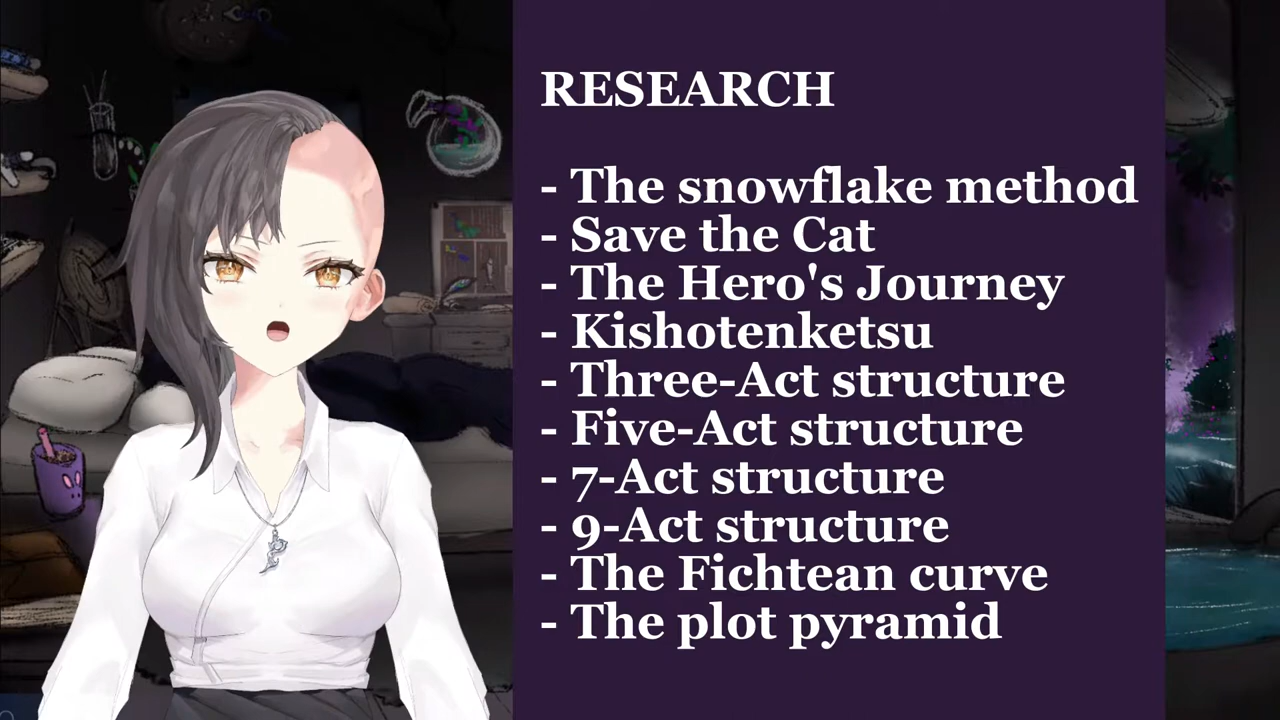 RESEARCH
- The snowflake method
- Save the Cat
- The Hero's Journey
- Kishotenketsu
- Three-Act structure
- Five-Act structure
- 7-Act structure
- 9-Act structure
- The Fichtean curve
- The plot pyramid